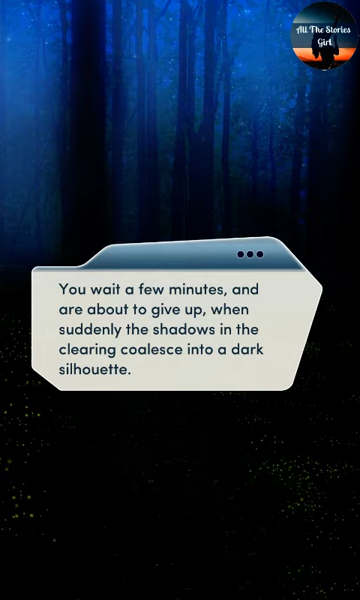 All The Stories
Girl
You wait a few minutes, and
are about to give up, when
suddenly the shadows in the
clearing coalesce into a dark
silhouette.